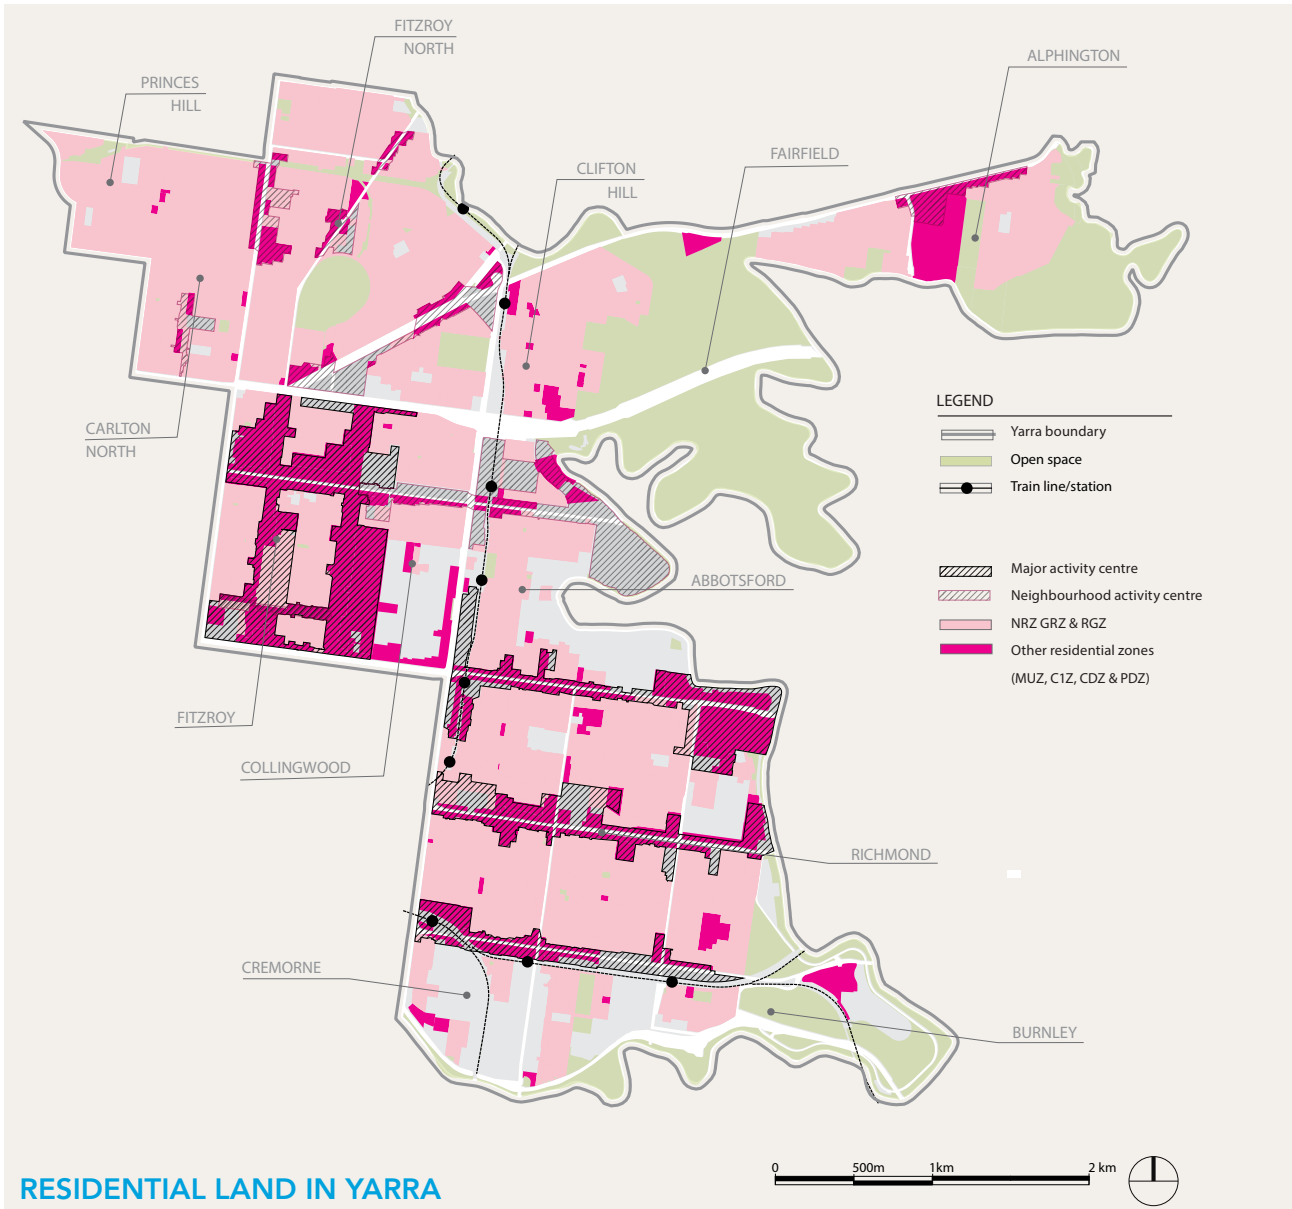 FITZROY
NORTH
PRINCES
HILL
ALPHINGTON
FAIRFIELD
CLIFTON
HILL
CARLTON
NORTH
LEGEND
Yarra boundary
Open space
Train line/station
Major activity centre
Neighbourhood activity centre
NRZ GRZ & RGZ
Other residential zones
(MUZ, C1Z, CDZ & PDZ)
ABBOTSFORD
FITZROY
COLLINGWOOD
RICHMOND
CREMORNE
BURNLEY
0 500m 1km 2 km
RESIDENTIAL LAND IN YARRA